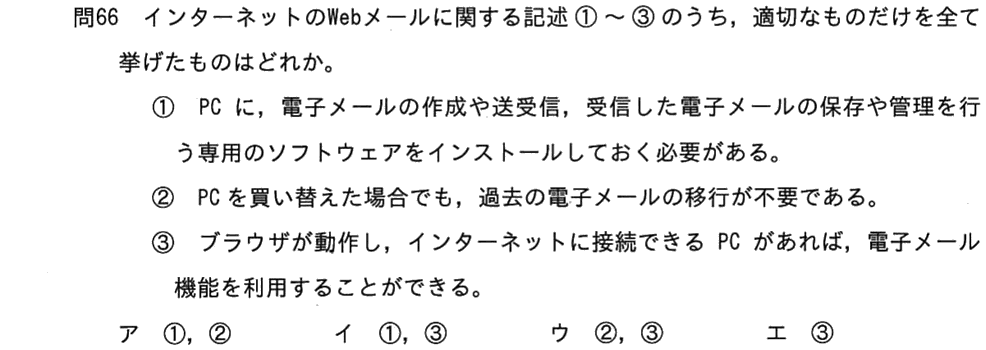 問66　インターネットのWebメールに関する記述①～③のうち，適切なものだけを全て
挙げたものはどれか。
①　PC に，電子メールの作成や送受信，受信した電子メールの保存や管理を行
う専用のソフトウェアをインストールしておく必要がある。
②　PCを買い替えた場合でも，過去の電子メールの移行が不要である。
③　ブラウザが動作し，インターネットに接続できる PC があれば，電子メール
機能を利用することができる。
ア　①，②　　　イ　①，③　　　ウ　②，③　　　エ　③